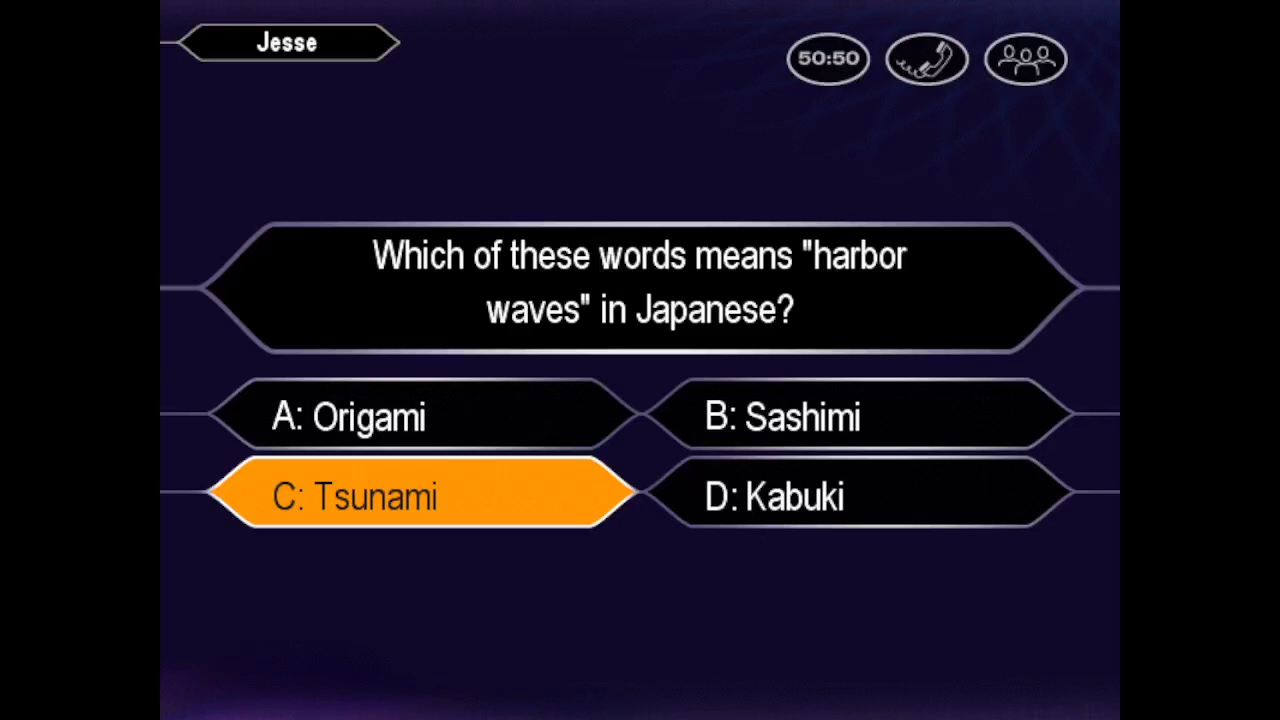 Jesse
50:50
Which of these words means "harbor
waves" in Japanese?
A: Origami
B: Sashimi
C: Tsunami
D: Kabuki